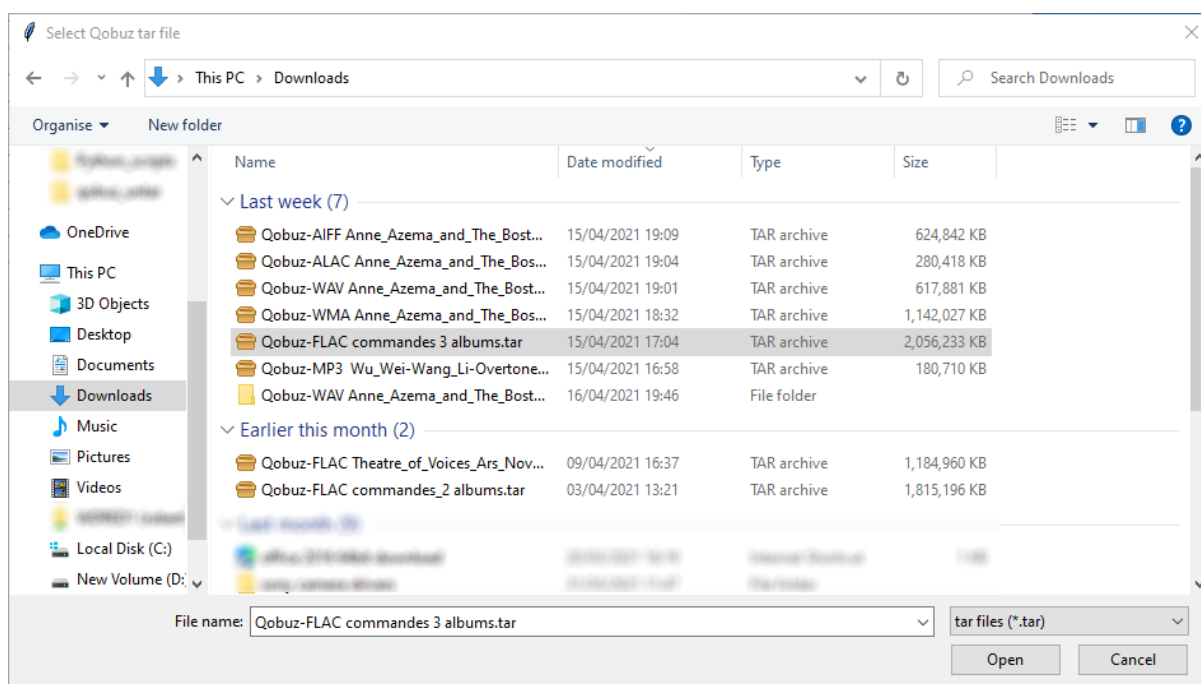 Select Qobuz tar file
This PC > Downloads
Search Downloads
Organise
New folder
Name Date modified Type Size
OneDrive
This PC
3D Objects
Desktop
Documents
Downloads
Music
Pictures
Videos
Local Disk (C:)
New Volume (D:
Last week (7)
Qobuz-AIFF Anne_Azema_and_The_Bost... 15/04/2021 19:09 TAR archive 624,842 KB
Qobuz-ALAC Anne_Azema_and_The_Bos... 15/04/2021 19:04 TAR archive 280,418 KB
Qobuz-WAV Anne_Azema_and_The_Bost... 15/04/2021 19:01 TAR archive 617,881 KB
Qobuz-WMA Anne_Azema_and_The_Bos... 15/04/2021 18:32 TAR archive 1,142,027 KB
Qobuz-FLAC commandes 3 albums.tar 15/04/2021 17:04 TAR archive 2,056,233 KB
Qobuz-MP3 Wu_Wei-Wang_Li-Overtone... 15/04/2021 16:58 TAR archive 180,710 KB
Qobuz-WAV Anne_Azema_and_The_Bost... 16/04/2021 19:46 File folder
Earlier this month (2)
Qobuz-FLAC Theatre_of_Voices_Ars_Nov... 09/04/2021 16:37 TAR archive 1,184,960 KB
Qobuz-FLAC commandes_2 albums.tar 03/04/2021 13:21 TAR archive 1,815,196 KB
File name: Qobuz-FLAC commandes 3 albums.tar
tar files (*.tar)
Open Cancel